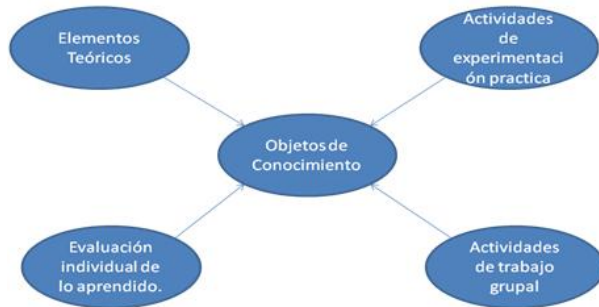 Elementos
Teóricos
Actividades
de
experimentaci
ón practica
Objetos de
Conocimiento
Evaluación
individual de
lo aprendido.
Actividades
de trabajo
grupal